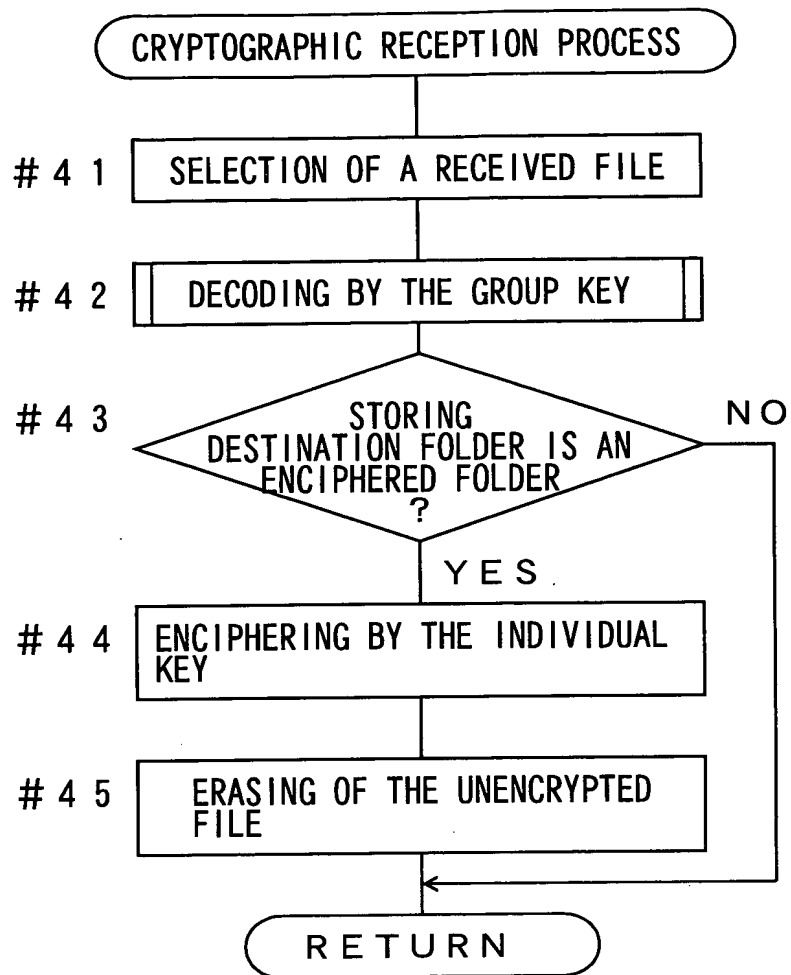 CRYPTOGRAPHIC RECEPTION PROCESS
#41 SELECTION OF A RECEIVED FILE
#42 DECODING BY THE GROUP KEY
#43 STORING
DESTINATION FOLDER IS AN
ENCIPHERED FOLDER
?
NO
YES
#44 ENCIPHERING BY THE INDIVIDUAL
KEY
#45 ERASING OF THE UNENCRYPTED
FILE
RETURN